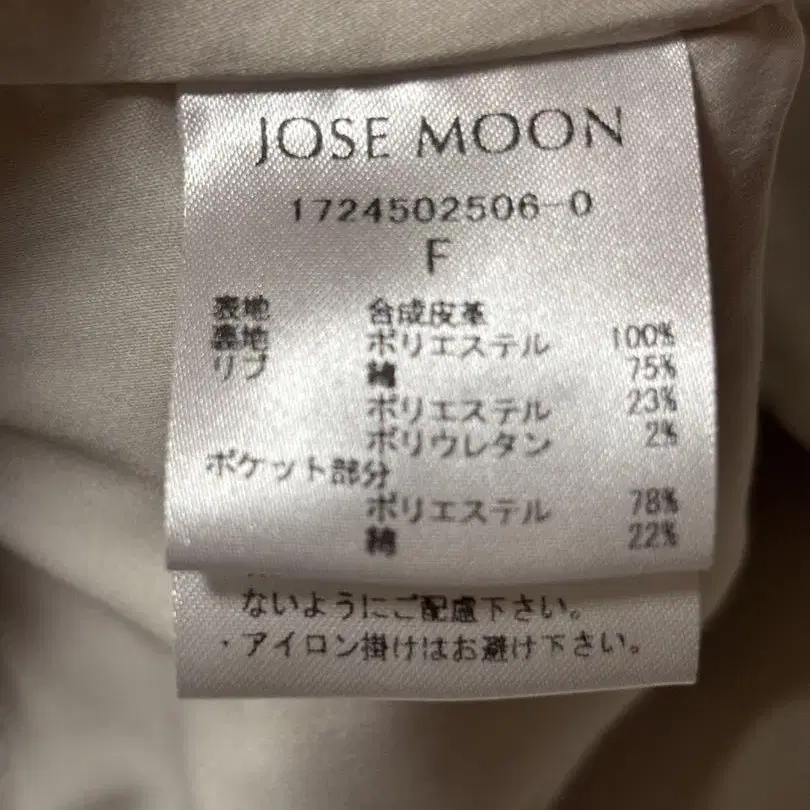 JOSE MOON
1724502506-0
F
表地 合成皮革
裏地 ポリエステル 100%
リブ 綿 75%
ポリエステル 23%
ポリウレタン 2%
ポケット部分
ポリエステル 78%
綿 22%
ないようにご配慮下さい。
・アイロン掛けはお避け下さい。